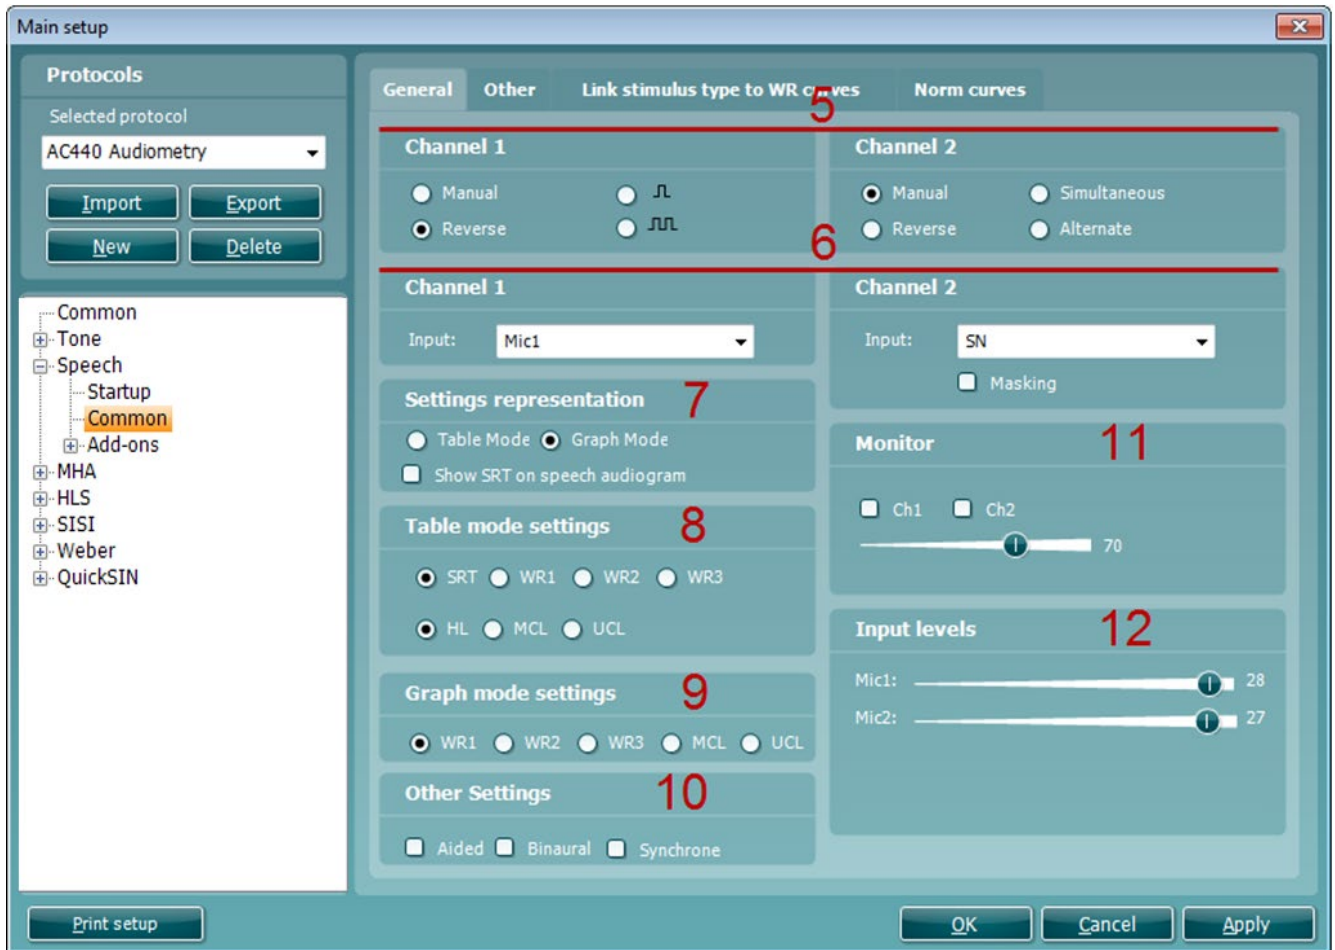 Main setup
Protocols
Selected protocol
AC440 Audiometry
Import Export
New Delete
Common
Tone
Speech
Startup
Common
Add-ons
MHA
HLS
SISI
Weber
QuickSIN
General Other Link stimulus type to WR curves Norm curves
5
Channel 1
Manual
Reverse
Channel 2
Manual Simultaneous
Reverse Alternate
6
Channel 1
Input: Mic1
Channel 2
Input: SN
Masking
Settings representation 7
Table Mode Graph Mode
Show SRT on speech audiogram
Table mode settings 8
SRT WR1 WR2 WR3
HL MCL UCL
Graph mode settings 9
WR1 WR2 WR3 MCL UCL
Other Settings 10
Aided Binaural Synchrone
Monitor 11
Ch1 Ch2
70
Input levels 12
Mic1: 28
Mic2: 27
Print setup OK Cancel Apply